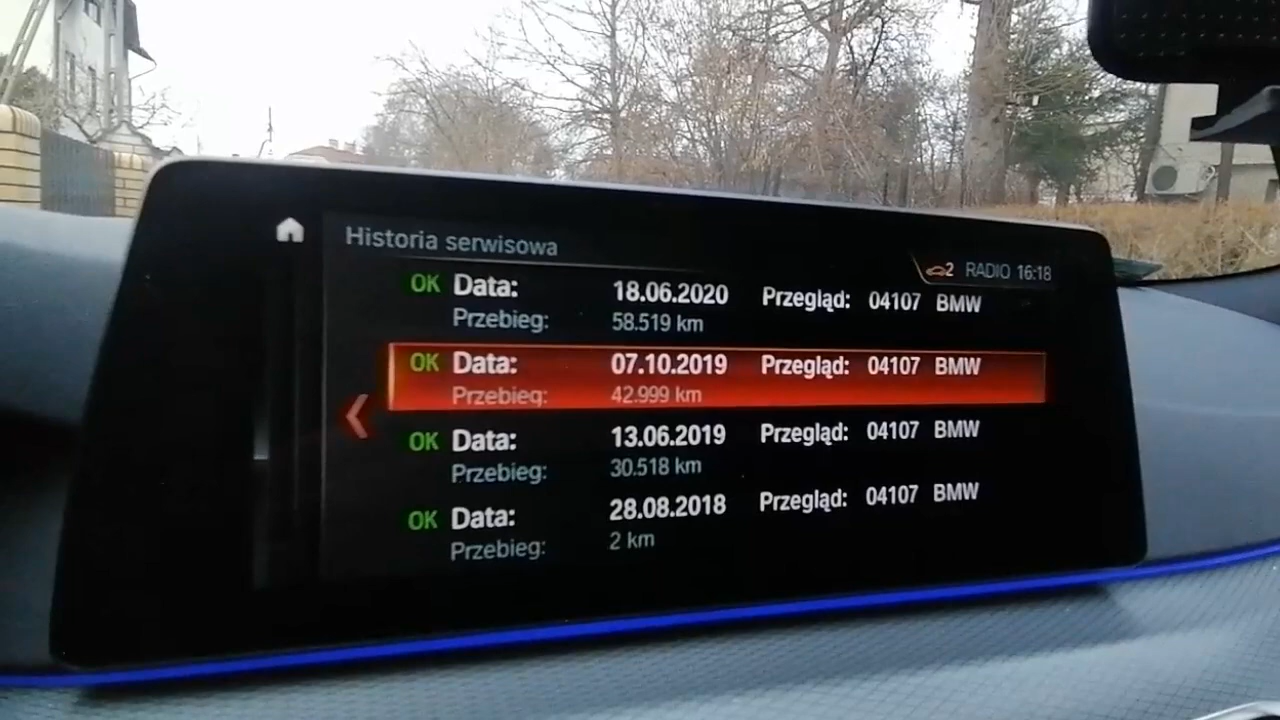 Historia serwisowa
2 RADIO 16:18
OK Data: 18.06.2020 Przegląd: 04107 BMW
Przebieg: 58.519 km
OK Data: 07.10.2019 Przegląd: 04107 BMW
Przebieg: 42.999 km
OK Data: 13.06.2019 Przegląd: 04107 BMW
Przebieg: 30.518 km
OK Data: 28.08.2018 Przegląd: 04107 BMW
Przebieg: 2 km